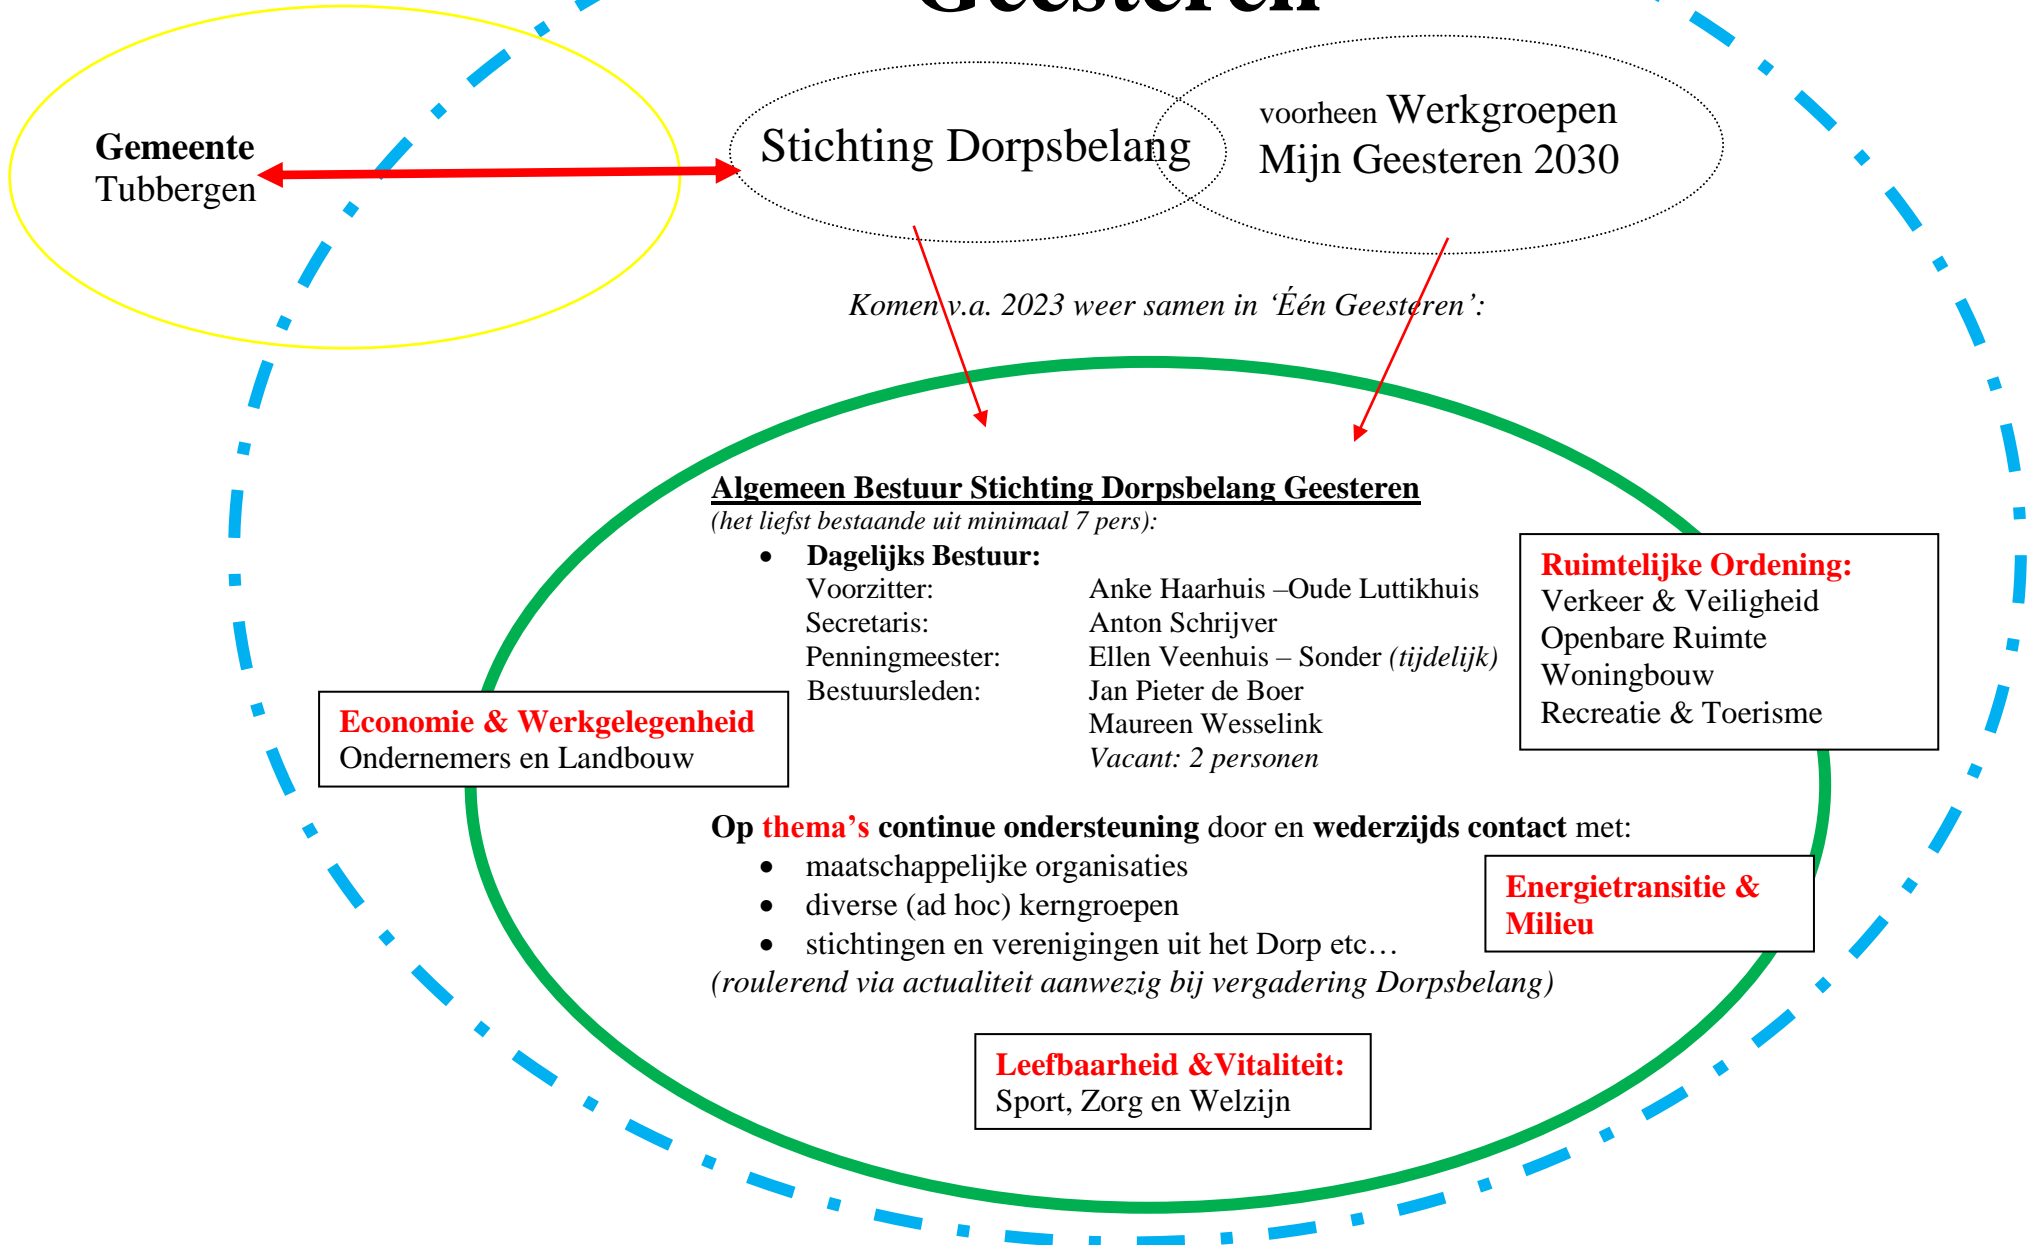 Geesteren
Gemeente
Tubbergen
Stichting Dorpsbelang
voorheen Werkgroepen
Mijn Geesteren 2030
Komen v.a. 2023 weer samen in ‘Één Geesteren’:
Algemeen Bestuur Stichting Dorpsbelang Geesteren
(het liefst bestaande uit minimaal 7 pers):
• Dagelijks Bestuur:
Voorzitter: Anke Haarhuis –Oude Luttikhuis
Secretaris: Anton Schrijver
Penningmeester: Ellen Veenhuis – Sonder (tijdelijk)
Bestuursleden: Jan Pieter de Boer
Maureen Wesselink
Vacant: 2 personen
Ruimtelijke Ordening:
Verkeer & Veiligheid
Openbare Ruimte
Woningbouw
Recreatie & Toerisme
Economie & Werkgelegenheid
Ondernemers en Landbouw
Op thema’s continue ondersteuning door en wederzijds contact met:
• maatschappelijke organisaties
• diverse (ad hoc) kerngroepen
• stichtingen en verenigingen uit het Dorp etc…
(roulerend via actualiteit aanwezig bij vergadering Dorpsbelang)
Energietransitie &
Milieu
Leefbaarheid &Vitaliteit:
Sport, Zorg en Welzijn